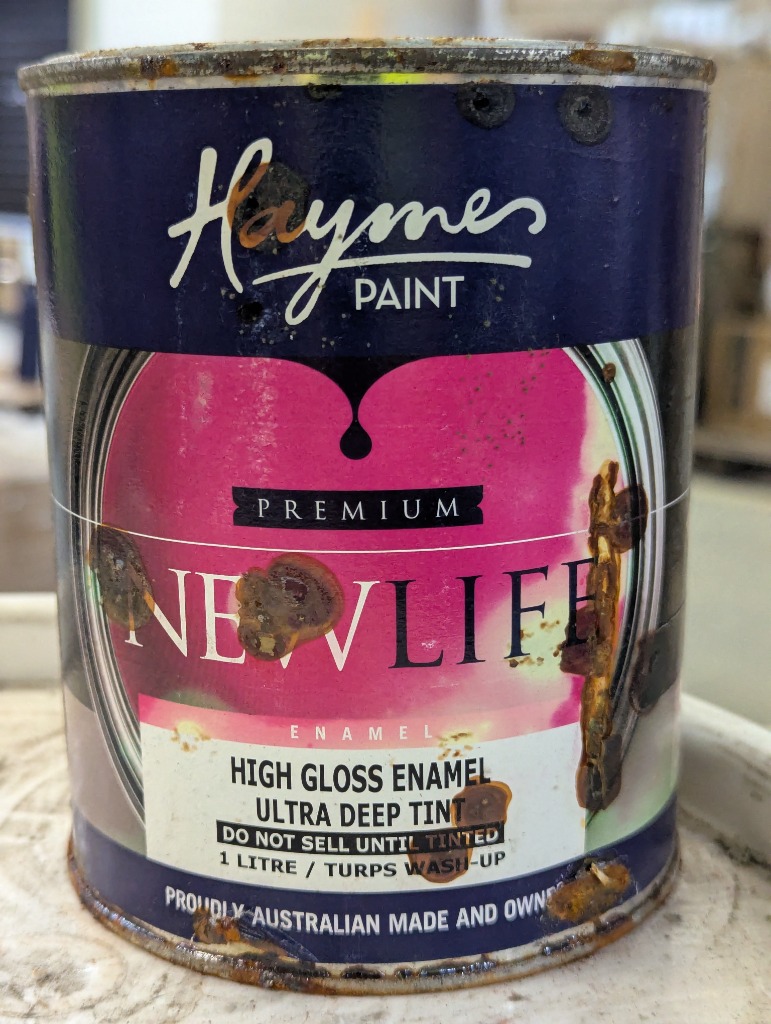 Haymes
PAINT
PREMIUM
NEWLIFE
ENAMEL
HIGH GLOSS ENAMEL
ULTRA DEEP TINT
DO NOT SELL UNTIL TINTED
1 LITRE / TURPS WASH-UP
PROUDLY AUSTRALIAN MADE AND OWNED